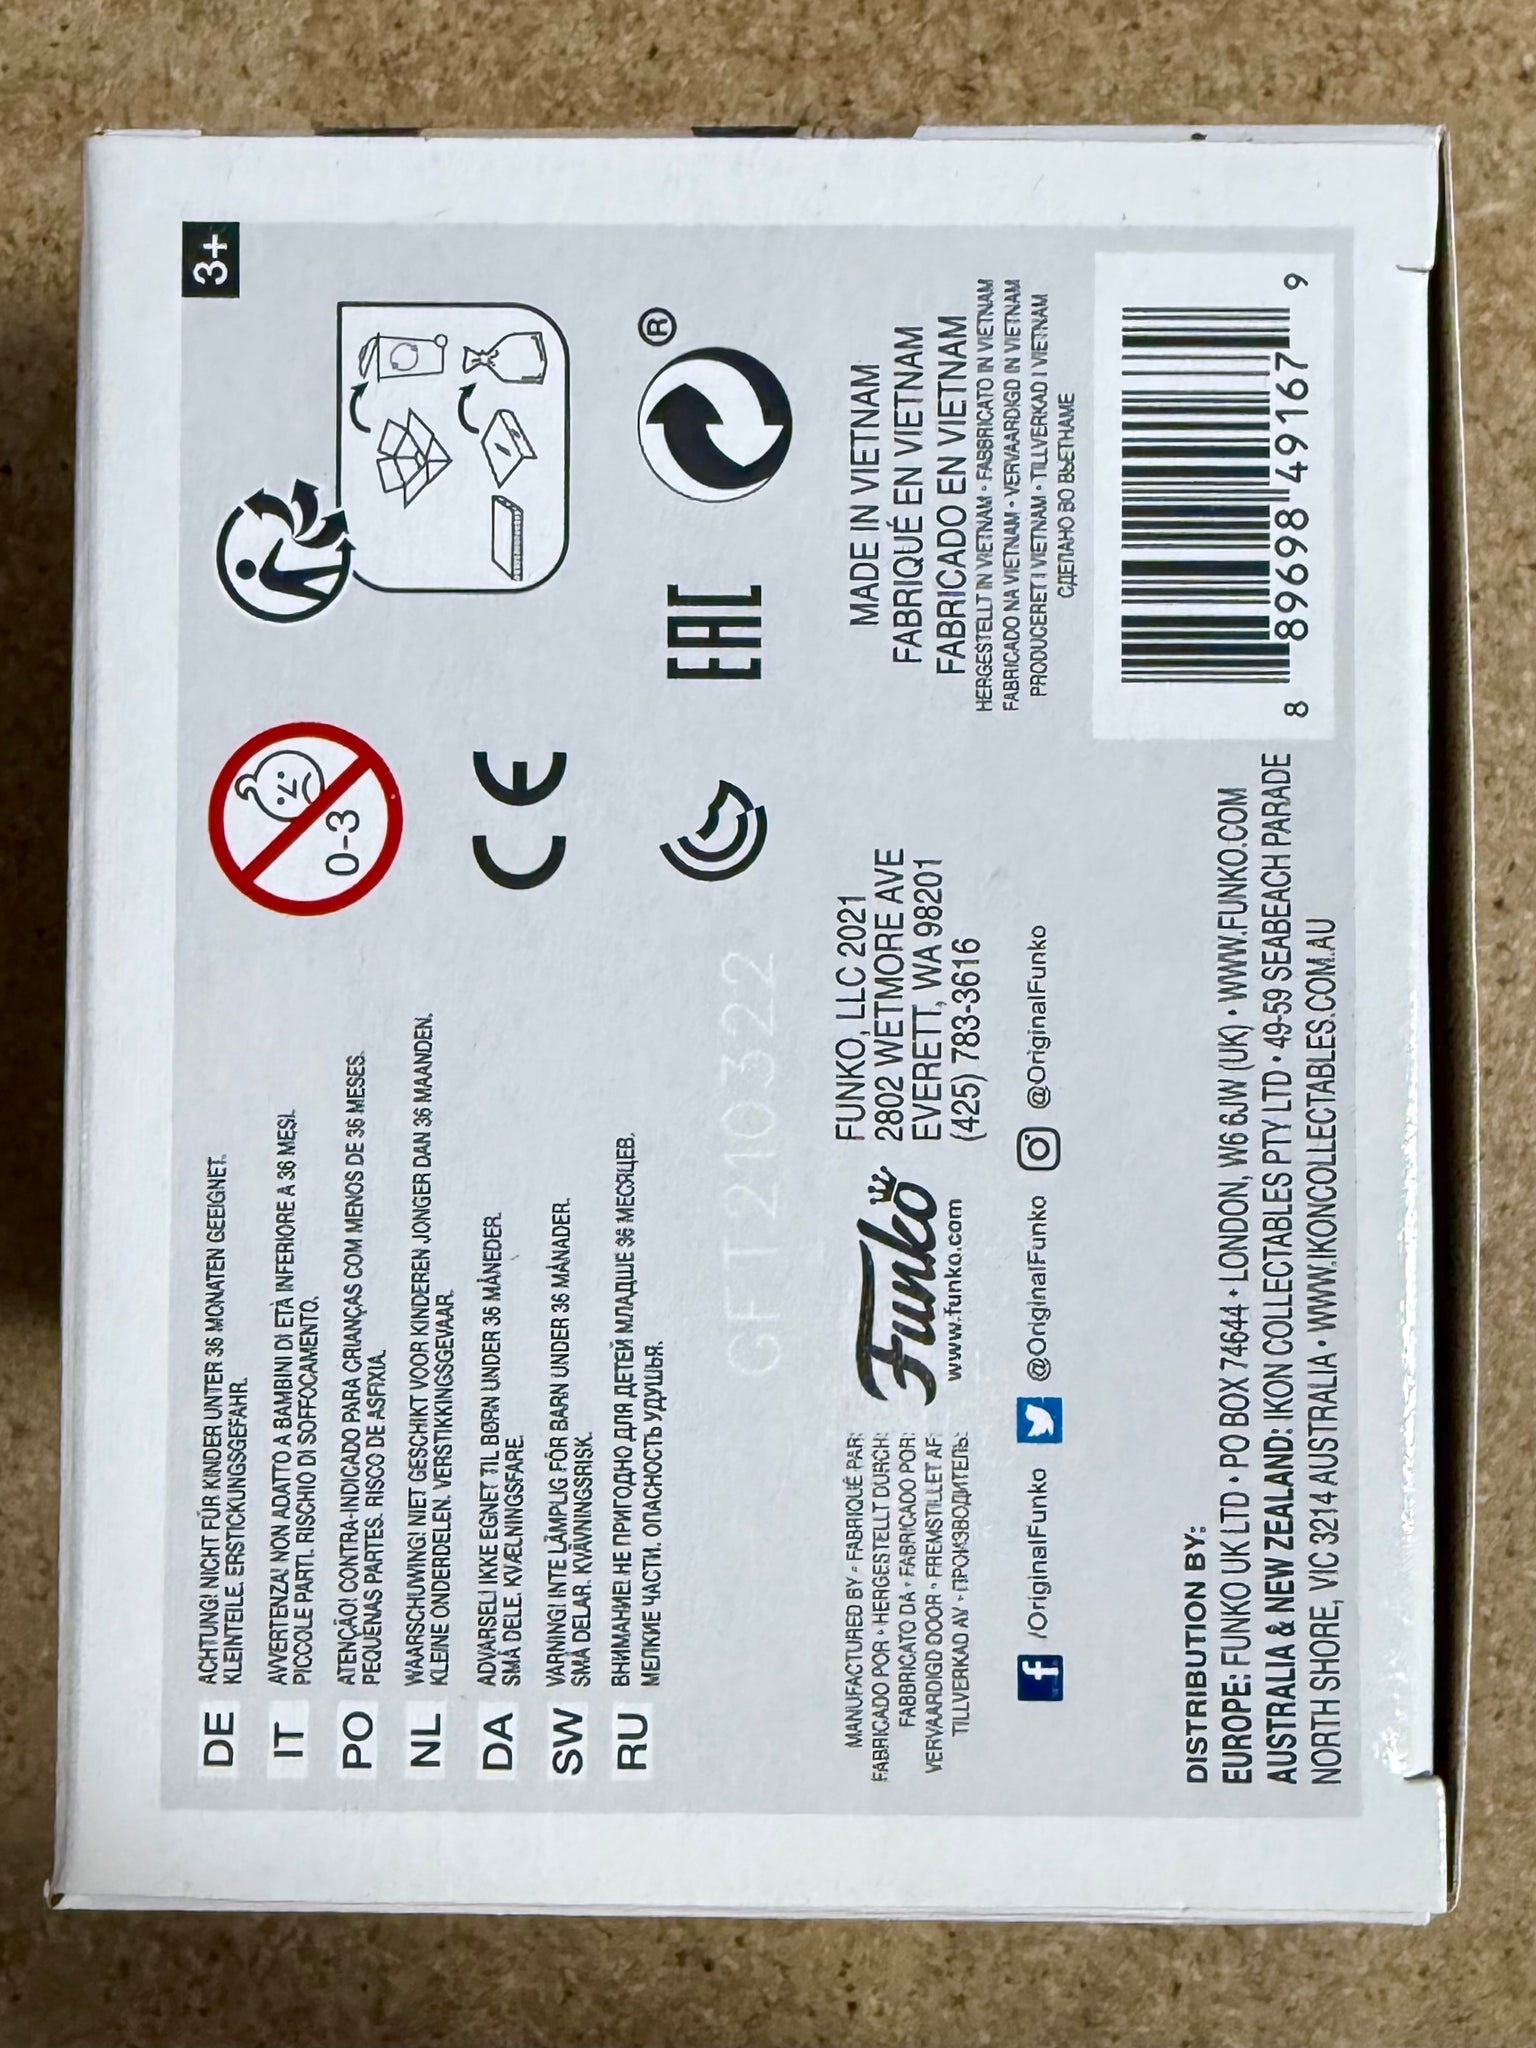 3+
DE
ACHTUNG! NICHT FÜR KINDER UNTER 36 MONATEN GEEIGNET.
KLEINTEILE. ERSTICKUNGSGEFAHR.
IT
AVVERTENZA! NON ADATTO A BAMBINI DI ETÀ INFERIORE A 36 MESI.
PICCOLE PARTI. RISCHIO DI SOFFOCAMENTO.
PO
ATENÇÃO! CONTRA-INDICADO PARA CRIANÇAS COM MENOS DE 36 MESES.
PEQUENAS PARTES. RISCO DE ASFIXIA.
NL
WAARSCHUWING! NIET GESCHIKT VOOR KINDEREN JONGER DAN 36 MAANDEN.
KLEINE ONDERDELEN. VERSTIKKINGSGEVAAR.
DA
ADVARSEL! IKKE EGNET TIL BØRN UNDER 36 MÅNEDER.
SMÅ DELE. KVÆLNINGSFARE.
SW
VARNING! INTE LÄMPLIG FÖR BARN UNDER 36 MÅNADER.
SMÅ DELAR. KVÄVNINGSRISK.
RU
ВНИМАНИЕ! НЕ ПРИГОДНО ДЛЯ ДЕТЕЙ МЛАДШЕ 36 МЕСЯЦЕВ.
МЕЛКИЕ ЧАСТИ. ОПАСНОСТЬ УДУШЬЯ.
0-3
CE
EAC
®
GFT 210322
MANUFACTURED BY • FABRIQUÉ PAR:
FABRICADO POR • HERGESTELLT DURCH:
FABBRICATO DA • FABRICADO POR:
VERVAARDIGD DOOR • FREMSTILLET AF:
TILLVERKAD AV • ПРОИЗВОДИТЕЛЬ:
Funko
www.funko.com
FUNKO, LLC 2021
2802 WETMORE AVE
EVERETT, WA 98201
(425) 783-3616
f /OriginalFunko @OriginalFunko @OriginalFunko
MADE IN VIETNAM
FABRIQUÉ EN VIETNAM
FABRICADO EN VIETNAM
HERGESTELLT IN VIETNAM • FABBRICATO IN VIETNAM
FABRICADO NA VIETNAM • VERVAARDIGD IN VIETNAM
PRODUCERET I VIETNAM • TILLVERKAD I VIETNAM
СДЕЛАНО ВО ВЬЕТНАМЕ
DISTRIBUTION BY:
EUROPE: FUNKO UK LTD • PO BOX 74644 • LONDON, W6 6JW (UK) • WWW.FUNKO.COM
AUSTRALIA & NEW ZEALAND: IKON COLLECTABLES PTY LTD • 49-59 SEABEACH PARADE
NORTH SHORE, VIC 3214 AUSTRALIA • WWW.IKONCOLLECTABLES.COM.AU
8 89698 49167 9